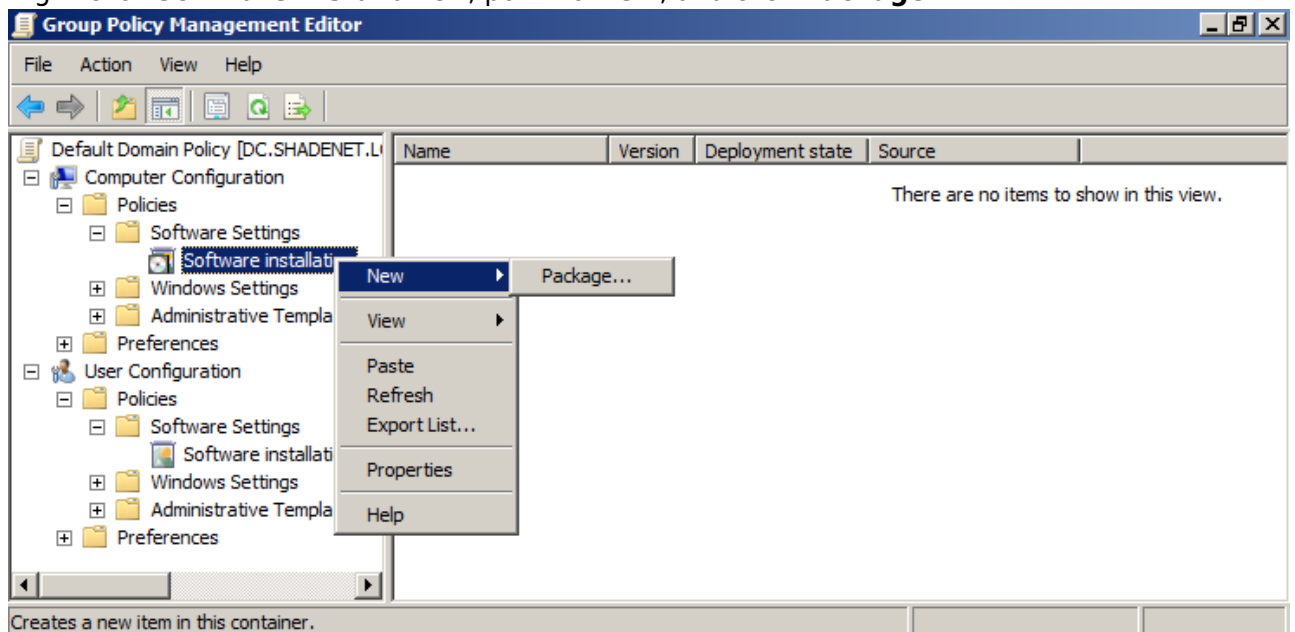 Group Policy Management Editor
File Action View Help
Default Domain Policy [DC.SHADENET.L
Name Version Deployment state Source
Computer Configuration
There are no items to show in this view.
Policies
Software Settings
Software installati
New
Package...
Windows Settings
Administrative Templa
View
Preferences
User Configuration
Paste
Policies
Refresh
Software Settings
Export List...
Software installati
Properties
Windows Settings
Administrative Templa
Help
Preferences
Creates a new item in this container.